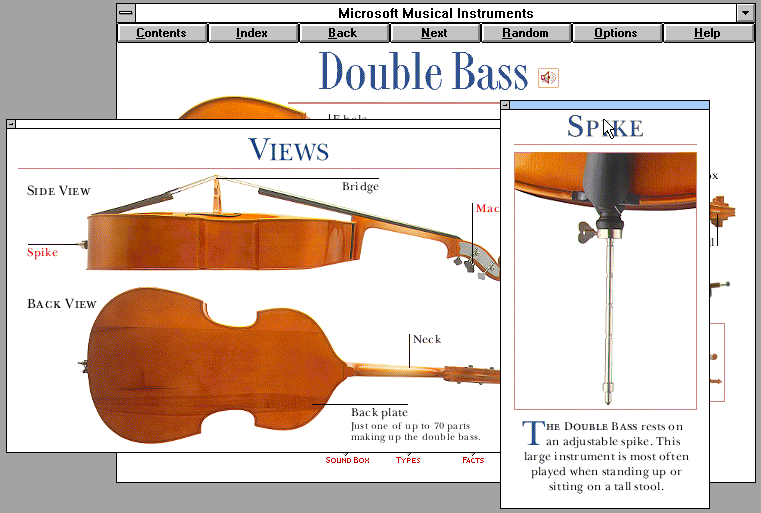 Microsoft Musical Instruments
Contents Index Back Next Random Options Help
Double Bass
VIEWS
SIDE VIEW
Bridge
Mac
Spike
BACK VIEW
Neck
Back plate
Just one of up to 70 parts
making up the double bass.
SOUND BOX TYPES FACTS
SPIKE
THE DOUBLE BASS rests on
an adjustable spike. This
large instrument is most often
played when standing up or
sitting on a tall stool.